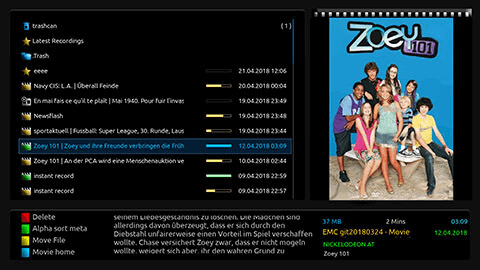 trashcan (1)
Latest Recordings
.Trash
eeee 21.04.2018 12:06
Navy CIS: L.A. | Überall Feinde 20.04.2018 00:04
En mai fais ce qu'il te plaît | Mai 1940. Pour fuir l'invas 19.04.2018 23:48
Newsflash 19.04.2018 23:48
sportaktuell | Fussball: Super League, 30. Runde, Laus 19.04.2018 23:44
Zoey 101 | Zoey und ihre Freunde verbringen die Früh 12.04.2018 03:09
Zoey 101 | An der PCA wird eine Menschenauktion ve 10.04.2018 02:44
instant record 09.04.2018 22:59
instant record 09.04.2018 22:57
Zoey
101
Delete
Alpha sort meta
Move File
Movie home
seinem Liebesgeständnis zu löschen. Die Mädchen sind
allerdings davon überzeugt, dass er sich durch den
Diebstahl unfairerweise einen Vorteil im Spiel verschaffen
wollte. Chase versichert Zoey zwar, dass er nicht mogeln
wollte, weigert sich aber, ihr den wahren Grund zu
37 MB 2 Mins 03:09
EMC git20180324 - Movie 12.04.2018
NICKELODEON AT
Zoey 101